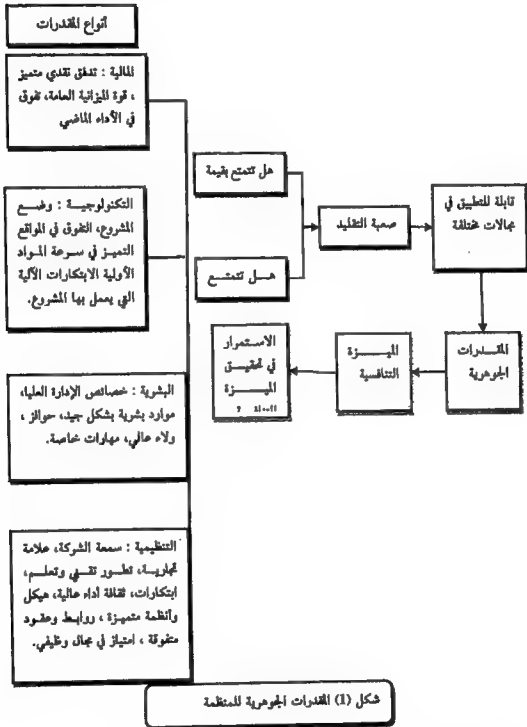 أنواع المقدرات
المالية : تدفق نقدي متميز
، قوة الميزانية العامة، تفوق
في الأداء الماضي
هل تتمتع بقيمة
التكنولوجية : وضع
المشروع، التفوق في المواقع
التميز في سرعة المواد
الأولية الابتكارات الآلية
التي يعمل بها المشروع.
هل تتمتع
صعبة التقليد
قابلة للتطبيق في
مجالات مختلفة
المقدرات
الجوهرية
الميزة
التنافسية
الاستمرار
في تحقيق
الميزة
البشرية : خصائص الإدارة العليا،
موارد بشرية بشكل جيد، حوافز ،
ولاء عالي، مهارات خاصة.
التنظيمية : سمعة الشركة، علامة
تجارية، تطور تقني وتعلم،
ابتكارات، ثقافة أداء عالية، هيكل
وأنظمة متميزة ، روابط وعقود
متفوقة ، امتياز في مجال وظيفي.
شكل (1) المقدرات الجوهرية للمنظمة